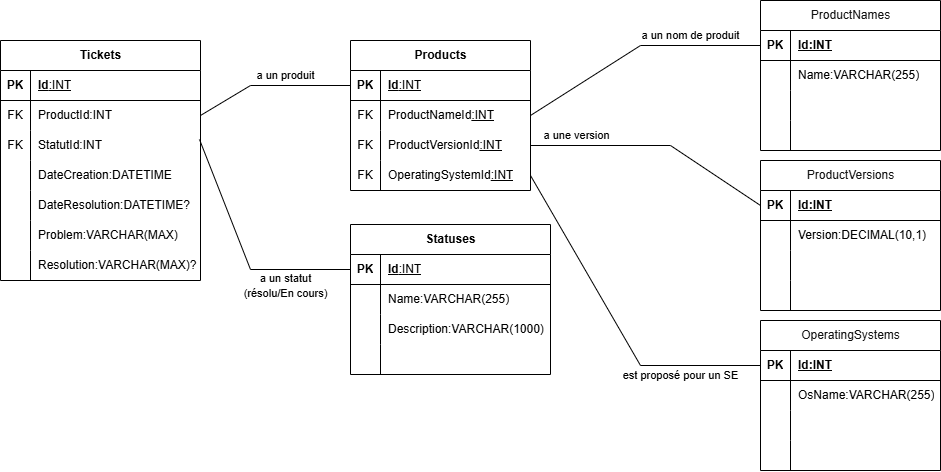 Tickets
PK Id:INT
FK ProductId:INT
FK StatutId:INT
DateCreation:DATETIME
DateResolution:DATETIME?
Problem:VARCHAR(MAX)
Resolution:VARCHAR(MAX)?
a un produit
a un statut
(résolu/En cours)
Products
PK Id:INT
FK ProductNameId:INT
FK ProductVersionId:INT
FK OperatingSystemId:INT
Statuses
PK Id:INT
Name:VARCHAR(255)
Description:VARCHAR(1000)
a un nom de produit
a une version
est proposé pour un SE
ProductNames
PK Id:INT
Name:VARCHAR(255)
ProductVersions
PK Id:INT
Version:DECIMAL(10,1)
OperatingSystems
PK Id:INT
OsName:VARCHAR(255)